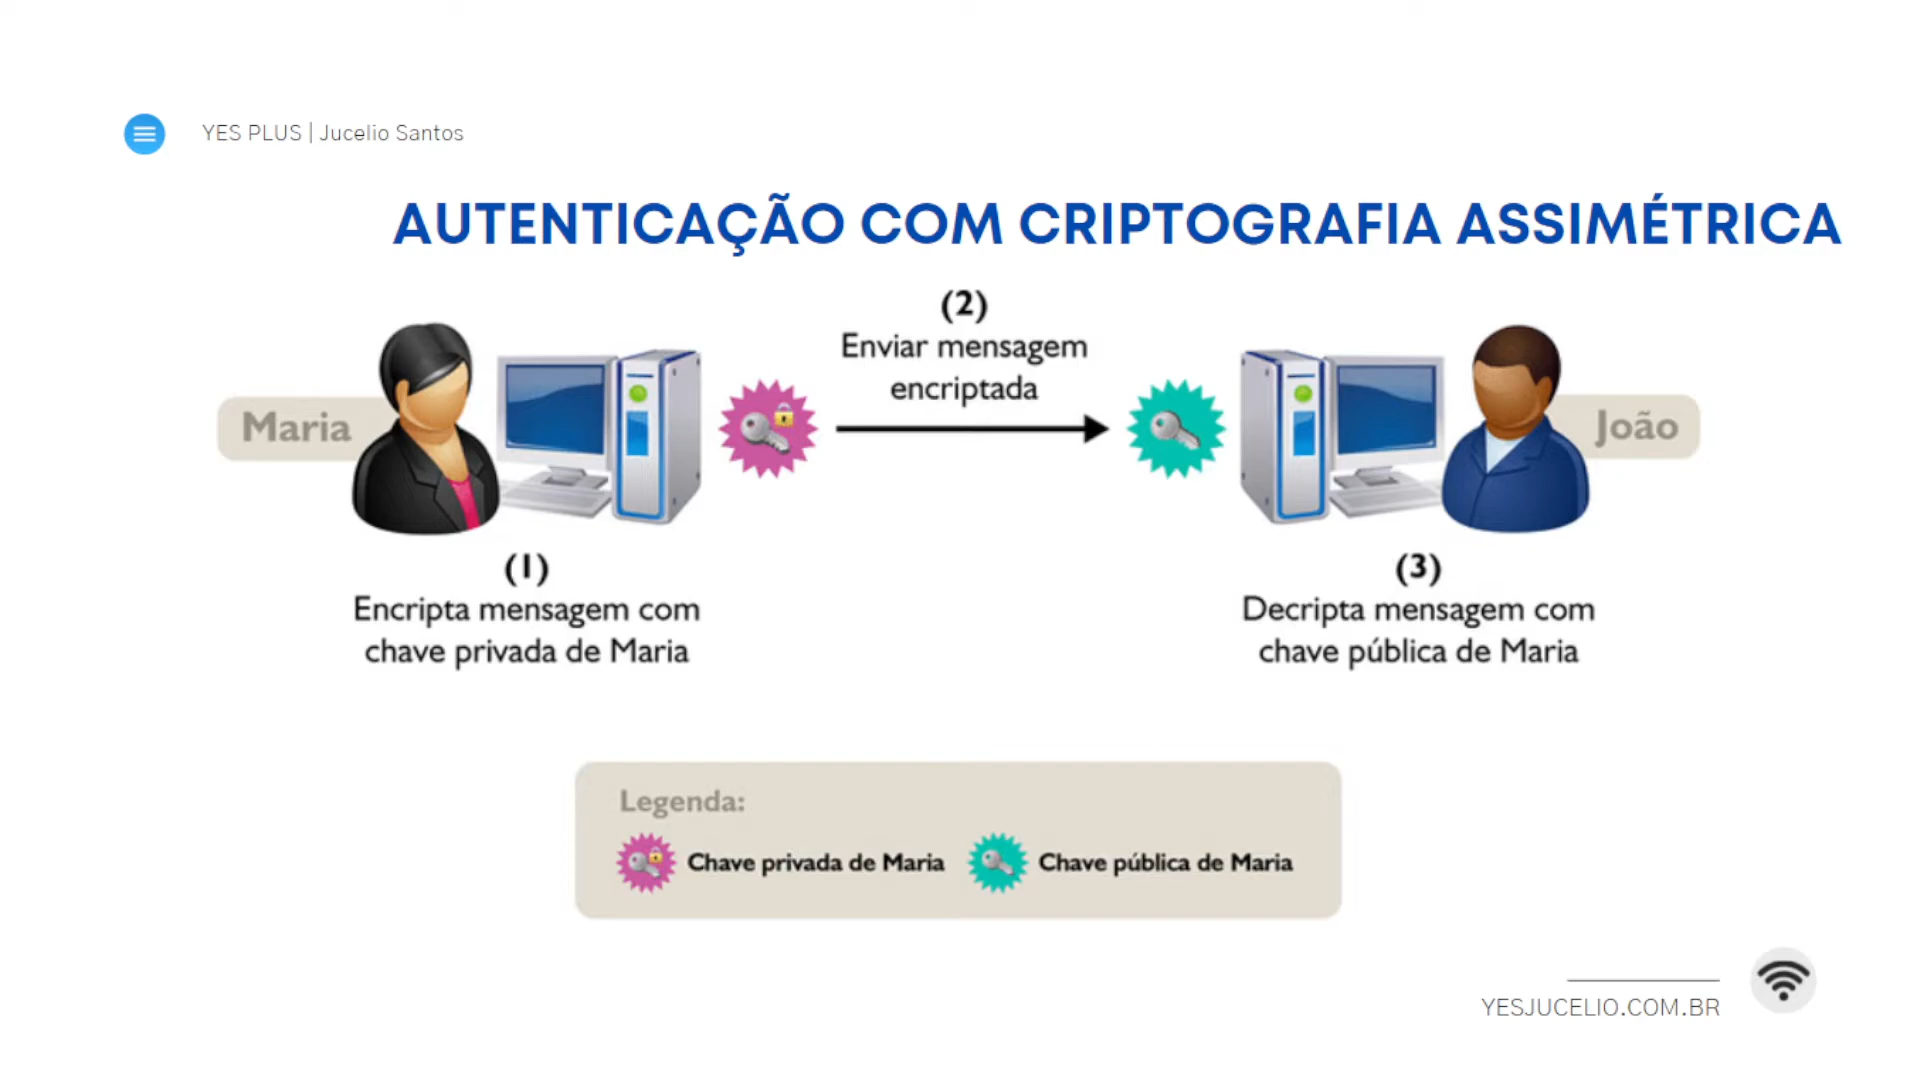 YES PLUS | Jucelio Santos
AUTENTICAÇÃO COM CRIPTOGRAFIA ASSIMÉTRICA
(2)
Enviar mensagem
encriptada
Maria
João
(1)
Encripta mensagem com
chave privada de Maria
(3)
Decripta mensagem com
chave pública de Maria
Legenda:
Chave privada de Maria
Chave pública de Maria
YESJUCELIO.COM.BR